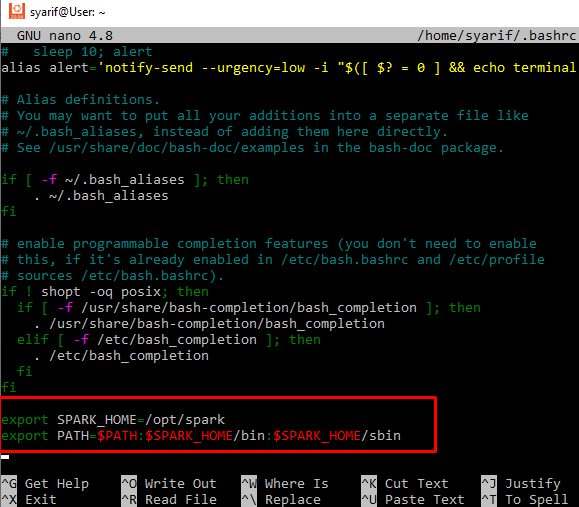 syarif@User: ~
GNU nano 4.8 /home/syarif/.bashrc
#   sleep 10; alert
alias alert='notify-send --urgency=low -i "$([ $? = 0 ] && echo terminal
# Alias definitions.
# You may want to put all your additions into a separate file like
# ~/.bash_aliases, instead of adding them here directly.
# See /usr/share/doc/bash-doc/examples in the bash-doc package.
if [ -f ~/.bash_aliases ]; then
    . ~/.bash_aliases
fi
# enable programmable completion features (you don't need to enable
# this, if it's already enabled in /etc/bash.bashrc and /etc/profile
# sources /etc/bash.bashrc).
if ! shopt -oq posix; then
  if [ -f /usr/share/bash-completion/bash_completion ]; then
    . /usr/share/bash-completion/bash_completion
  elif [ -f /etc/bash_completion ]; then
    . /etc/bash_completion
  fi
fi
export SPARK_HOME=/opt/spark
export PATH=$PATH:$SPARK_HOME/bin:$SPARK_HOME/sbin
^G Get Help ^O Write Out ^W Where Is ^K Cut Text ^J Justify
^X Exit ^R Read File ^\ Replace ^U Paste Text ^T To Spell